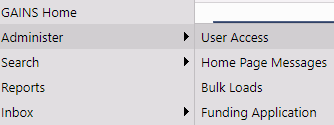 GAINS Home
Administer
Search
Reports
Inbox
User Access
Home Page Messages
Bulk Loads
Funding Application